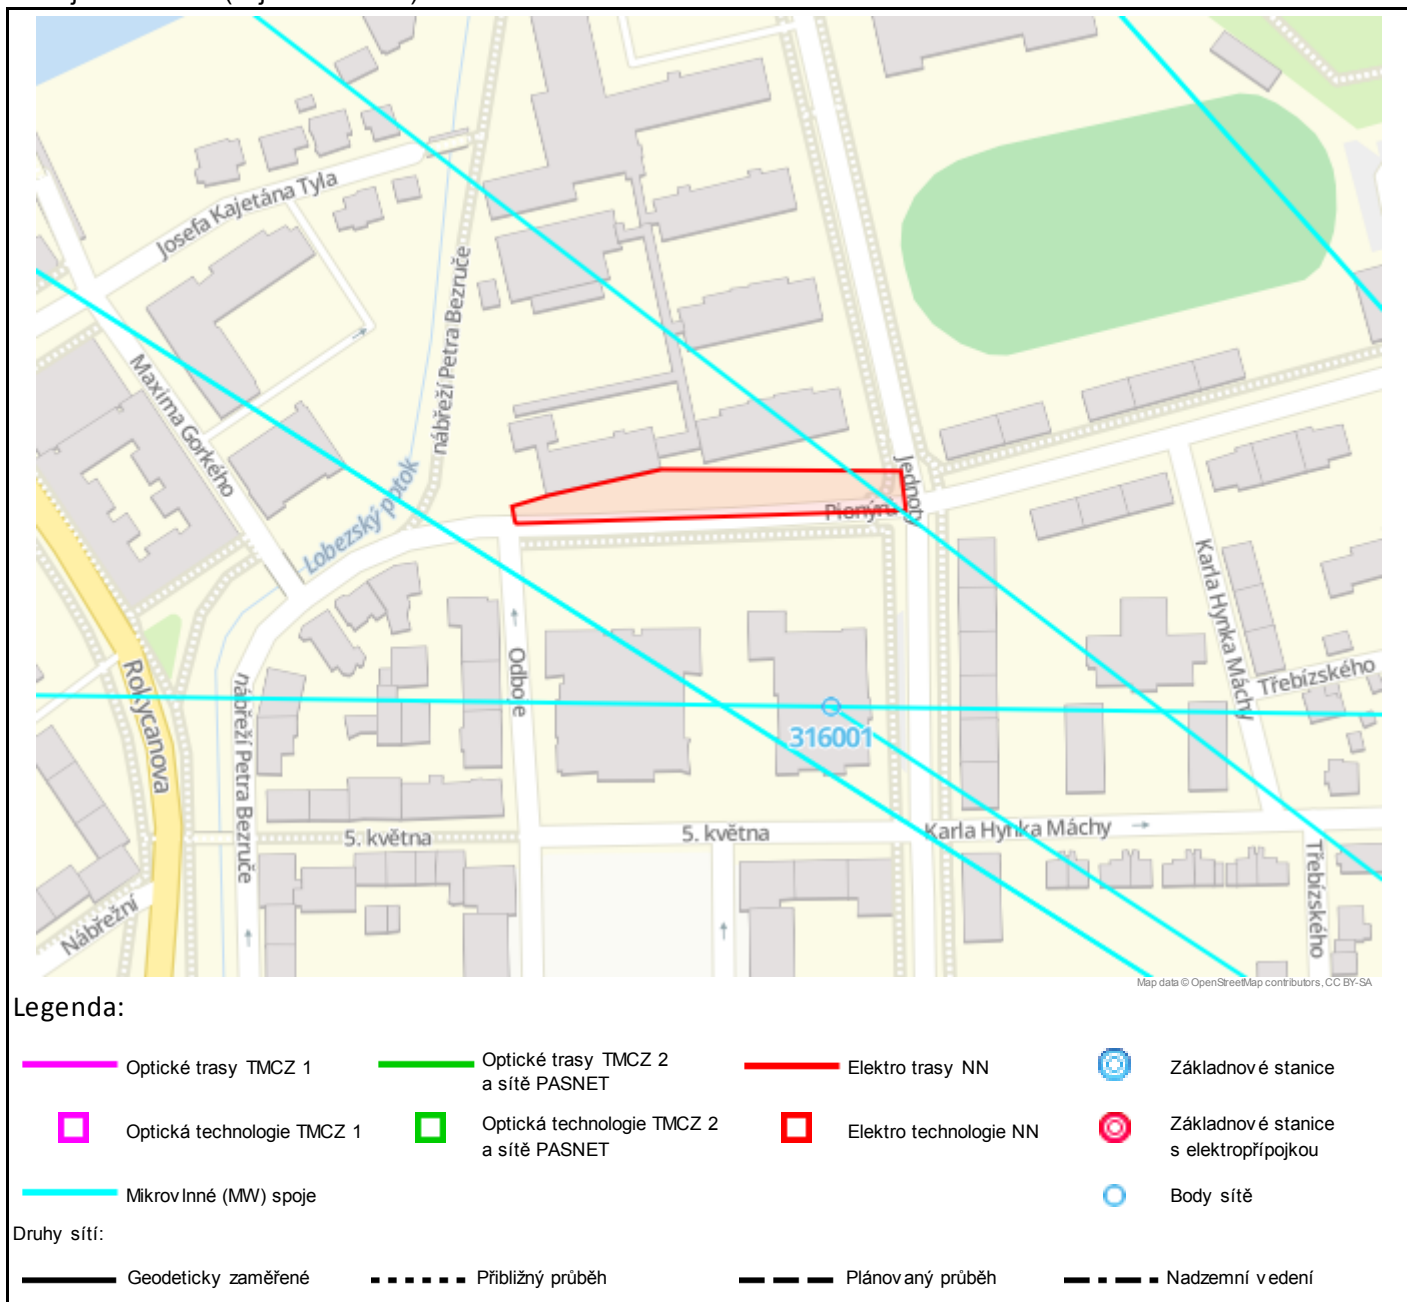 Josefa Kajetána Tyla
nábřeží Petra Bezruče
Maxima Gorkého
Lobezský potok
Jednoty
Pionýrů
Karla Hynka Máchy
Třebízského
Odboje
316001
Rokycanova
nábřeží Petra Bezruče
5. května
5. května
Karla Hynka Máchy
Třebízského
Nábřežní
Map data © OpenStreetMap contributors, CC BY-SA
Legenda:
Optické trasy TMCZ 1
Optické trasy TMCZ 2
a sítě PASNET
Elektro trasy NN
Základnové stanice
Optická technologie TMCZ 1
Optická technologie TMCZ 2
a sítě PASNET
Elektro technologie NN
Základnové stanice
s elektropřípojkou
Mikrovlnné (MW) spoje
Body sítě
Druhy sítí:
Geodeticky zaměřené
Přibližný průběh
Plánovaný průběh
Nadzemní vedení